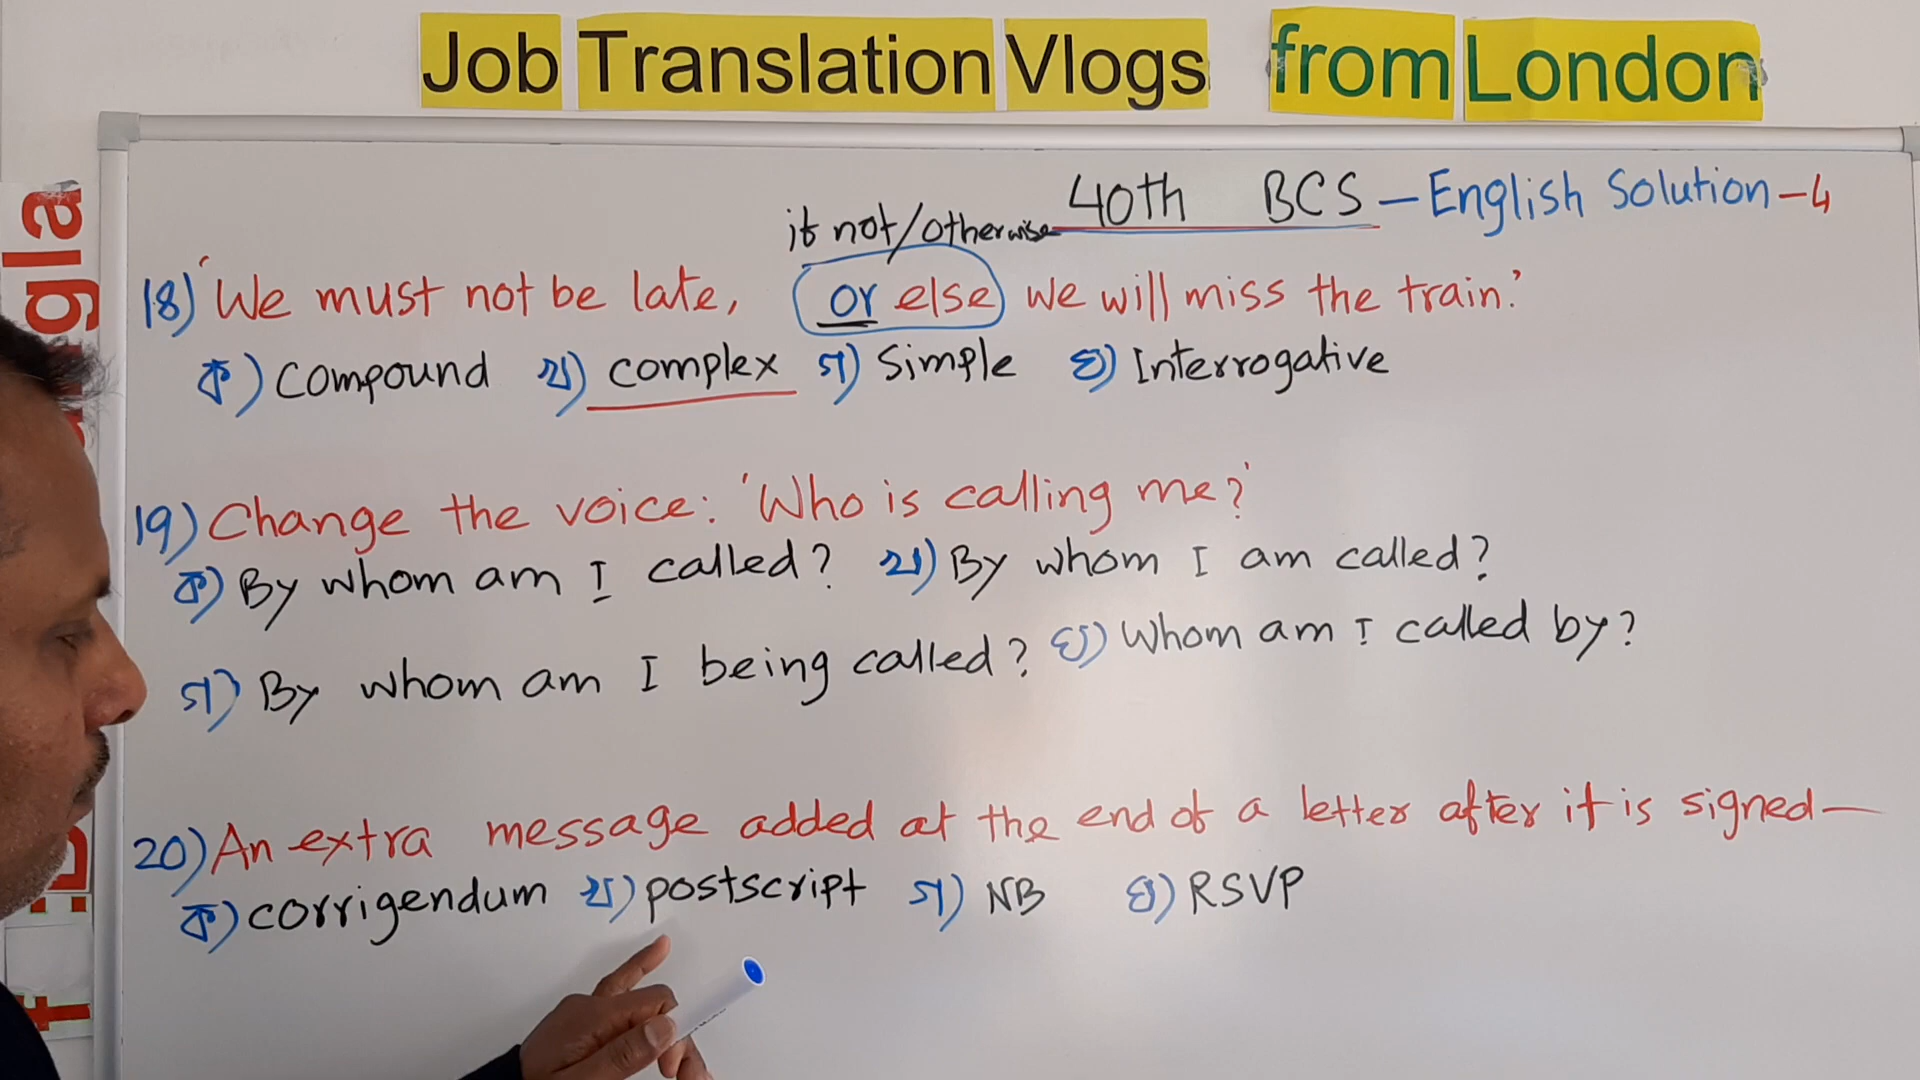 Job Translation Vlogs from London
40th BCS – English Solution – 4
if not/otherwise
18) 'We must not be late, or else we will miss the train.'
ক) Compound খ) complex গ) Simple ঘ) Interrogative
19) Change the voice: 'Who is calling me?'
ক) By whom am I called? খ) By whom I am called?
গ) By whom am I being called? ঘ) Whom am I called by?
20) An extra message added at the end of a letter after it is signed —
ক) corrigendum খ) postscript গ) NB ঘ) RSVP